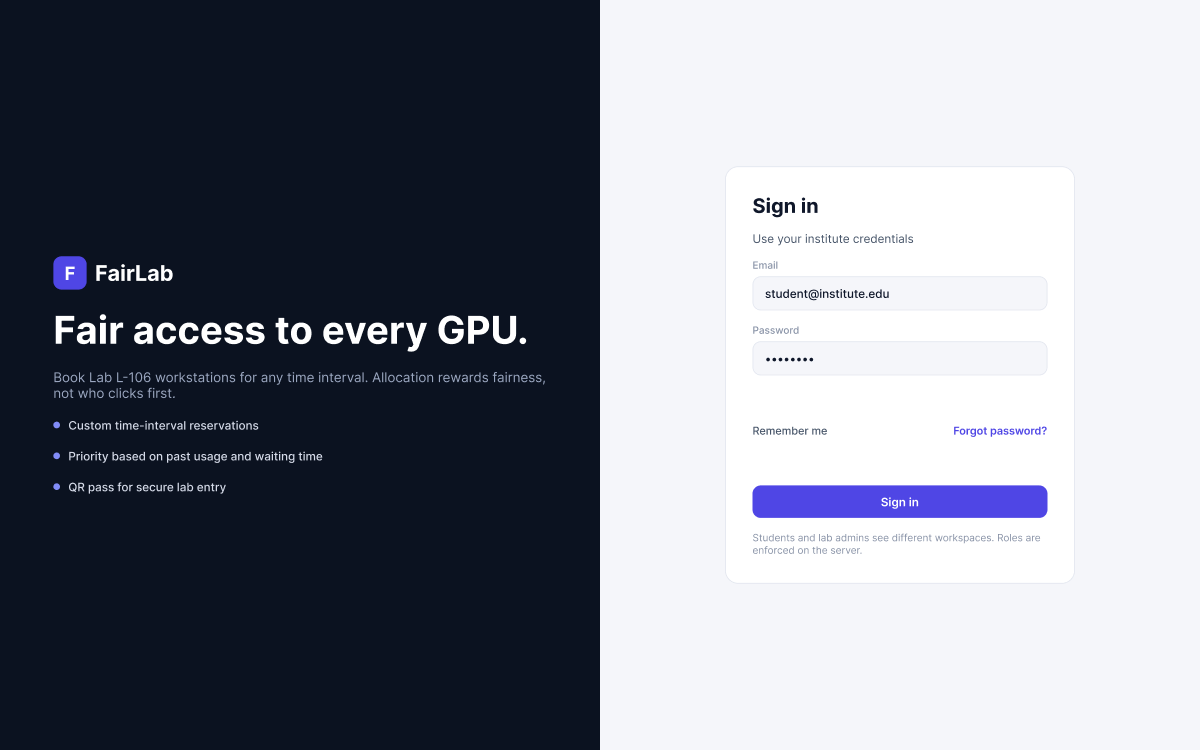 F FairLab
Fair access to every GPU.
Book Lab L-106 workstations for any time interval. Allocation rewards fairness,
not who clicks first.
Custom time-interval reservations
Priority based on past usage and waiting time
QR pass for secure lab entry
Sign in
Use your institute credentials
Email
student@institute.edu
Password
••••••••
Remember me Forgot password?
Sign in
Students and lab admins see different workspaces. Roles are
enforced on the server.